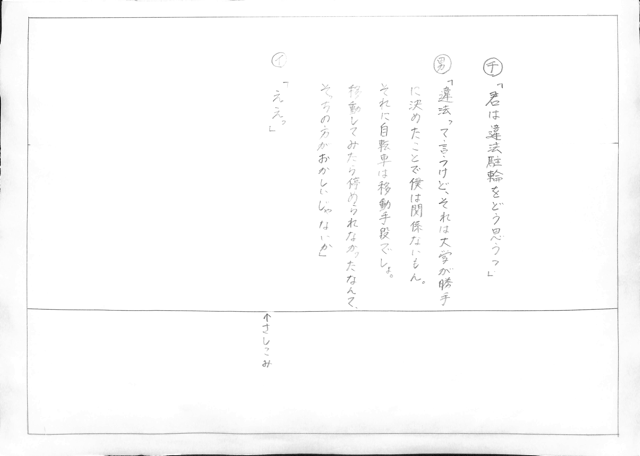 チ「君は違法駐輪をどう思う?」
男「違法って言うけど、それは大学が勝手
に決めたことで僕は関係ないもん。
それに自転車は移動手段でしょ。
移動してみたら停められなかったなんて、
そっちの方がおかしいじゃないか」
イ「ええっ」
↑さしこみ